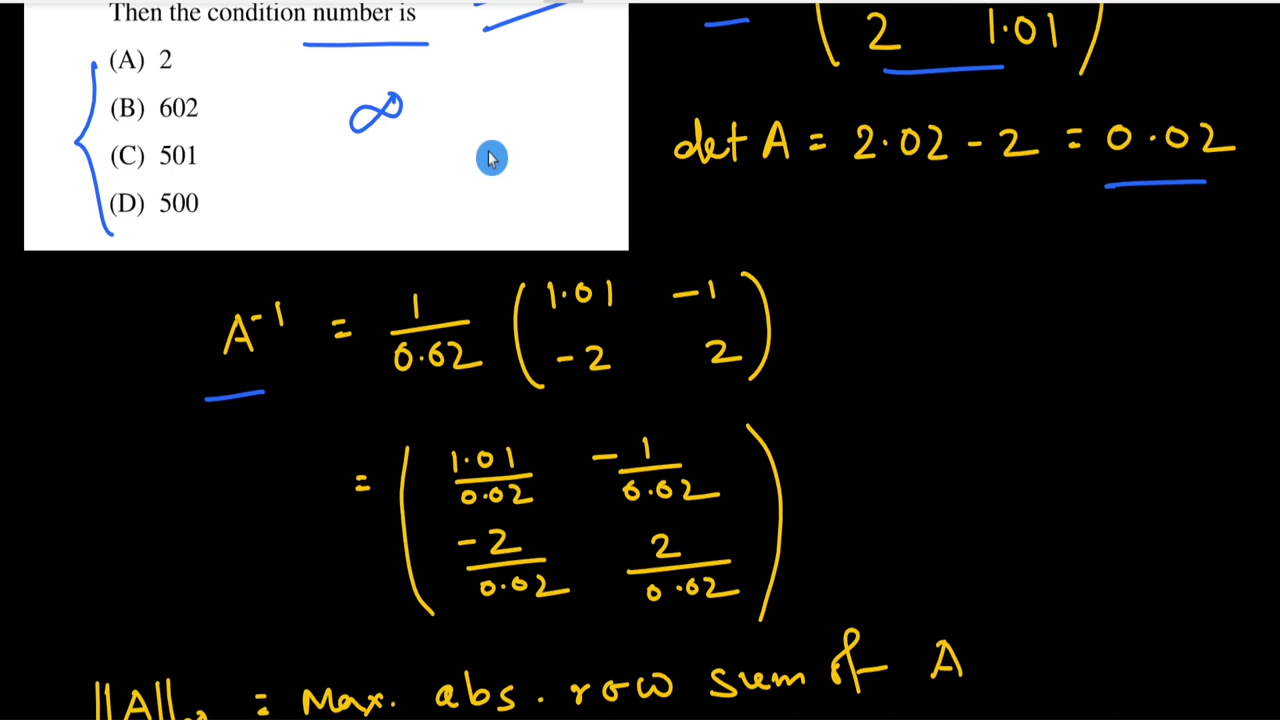 Then the condition number is
(A) 2
(B) 602
(C) 501
(D) 500
∞
2 1.01
det A = 2.02 - 2 = 0.02
A⁻¹ = 1/0.02 ( 1.01 -1
-2 2 )
= ( 1.01/0.02 -1/0.02
-2/0.02 2/0.02 )
||A||∞ = Max. abs. row sum of A